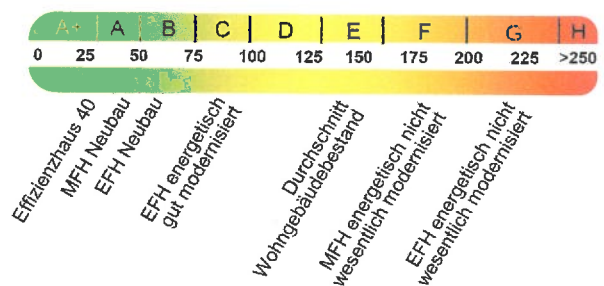 A+ A B C D E F G H
0 25 50 75 100 125 150 175 200 225 >250
Effizienzhaus 40
MFH Neubau
EFH Neubau
EFH energetisch
gut modernisiert
Durchschnitt
Wohngebäudebestand
MFH energetisch nicht
wesentlich modernisiert
EFH energetisch nicht
wesentlich modernisiert